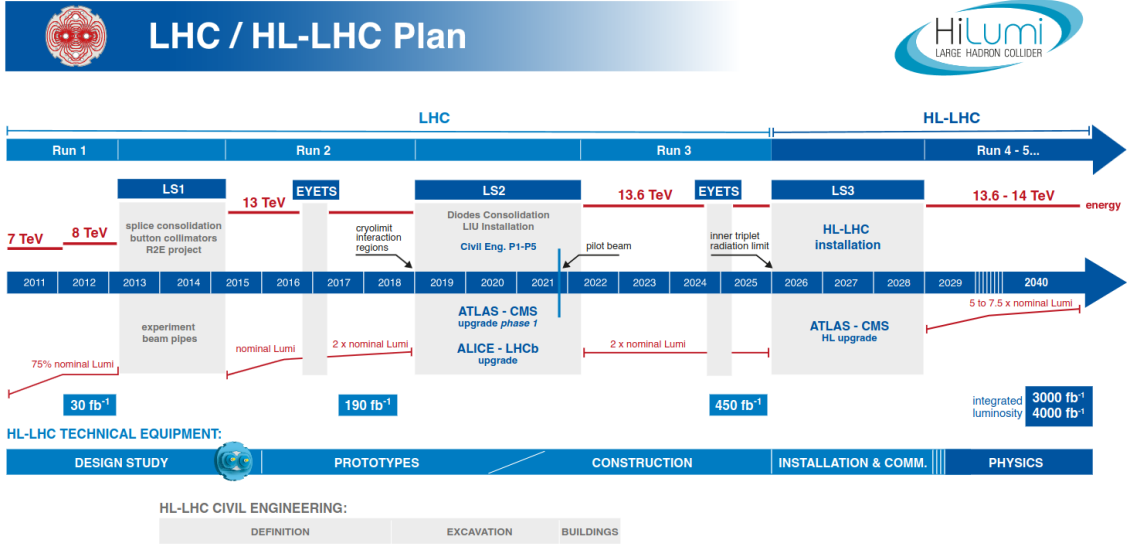 LHC / HL-LHC Plan
HiLumi
LARGE HADRON COLLIDER
LHC
HL-LHC
Run 1
Run 2
Run 3
Run 4 - 5...
LS1
EYETS
LS2
EYETS
LS3
13 TeV
13.6 TeV
13.6 - 14 TeV
energy
7 TeV
8 TeV
splice consolidation
button collimators
R2E project
cryolimit
interaction
regions
Diodes Consolidation
LIU Installation
Civil Eng. P1-P5
pilot beam
inner triplet
radiation limit
HL-LHC
installation
2011 2012 2013 2014 2015 2016 2017 2018 2019 2020 2021 2022 2023 2024 2025 2026 2027 2028 2029 2040
experiment
beam pipes
ATLAS - CMS
upgrade phase 1
ALICE - LHCb
upgrade
ATLAS - CMS
HL upgrade
5 to 7.5 x nominal Lumi
75% nominal Lumi
nominal Lumi
2 x nominal Lumi
2 x nominal Lumi
30 fb⁻¹
190 fb⁻¹
450 fb⁻¹
integrated
luminosity
3000 fb⁻¹
4000 fb⁻¹
HL-LHC TECHNICAL EQUIPMENT:
DESIGN STUDY
PROTOTYPES
CONSTRUCTION
INSTALLATION & COMM.
PHYSICS
HL-LHC CIVIL ENGINEERING:
DEFINITION
EXCAVATION
BUILDINGS